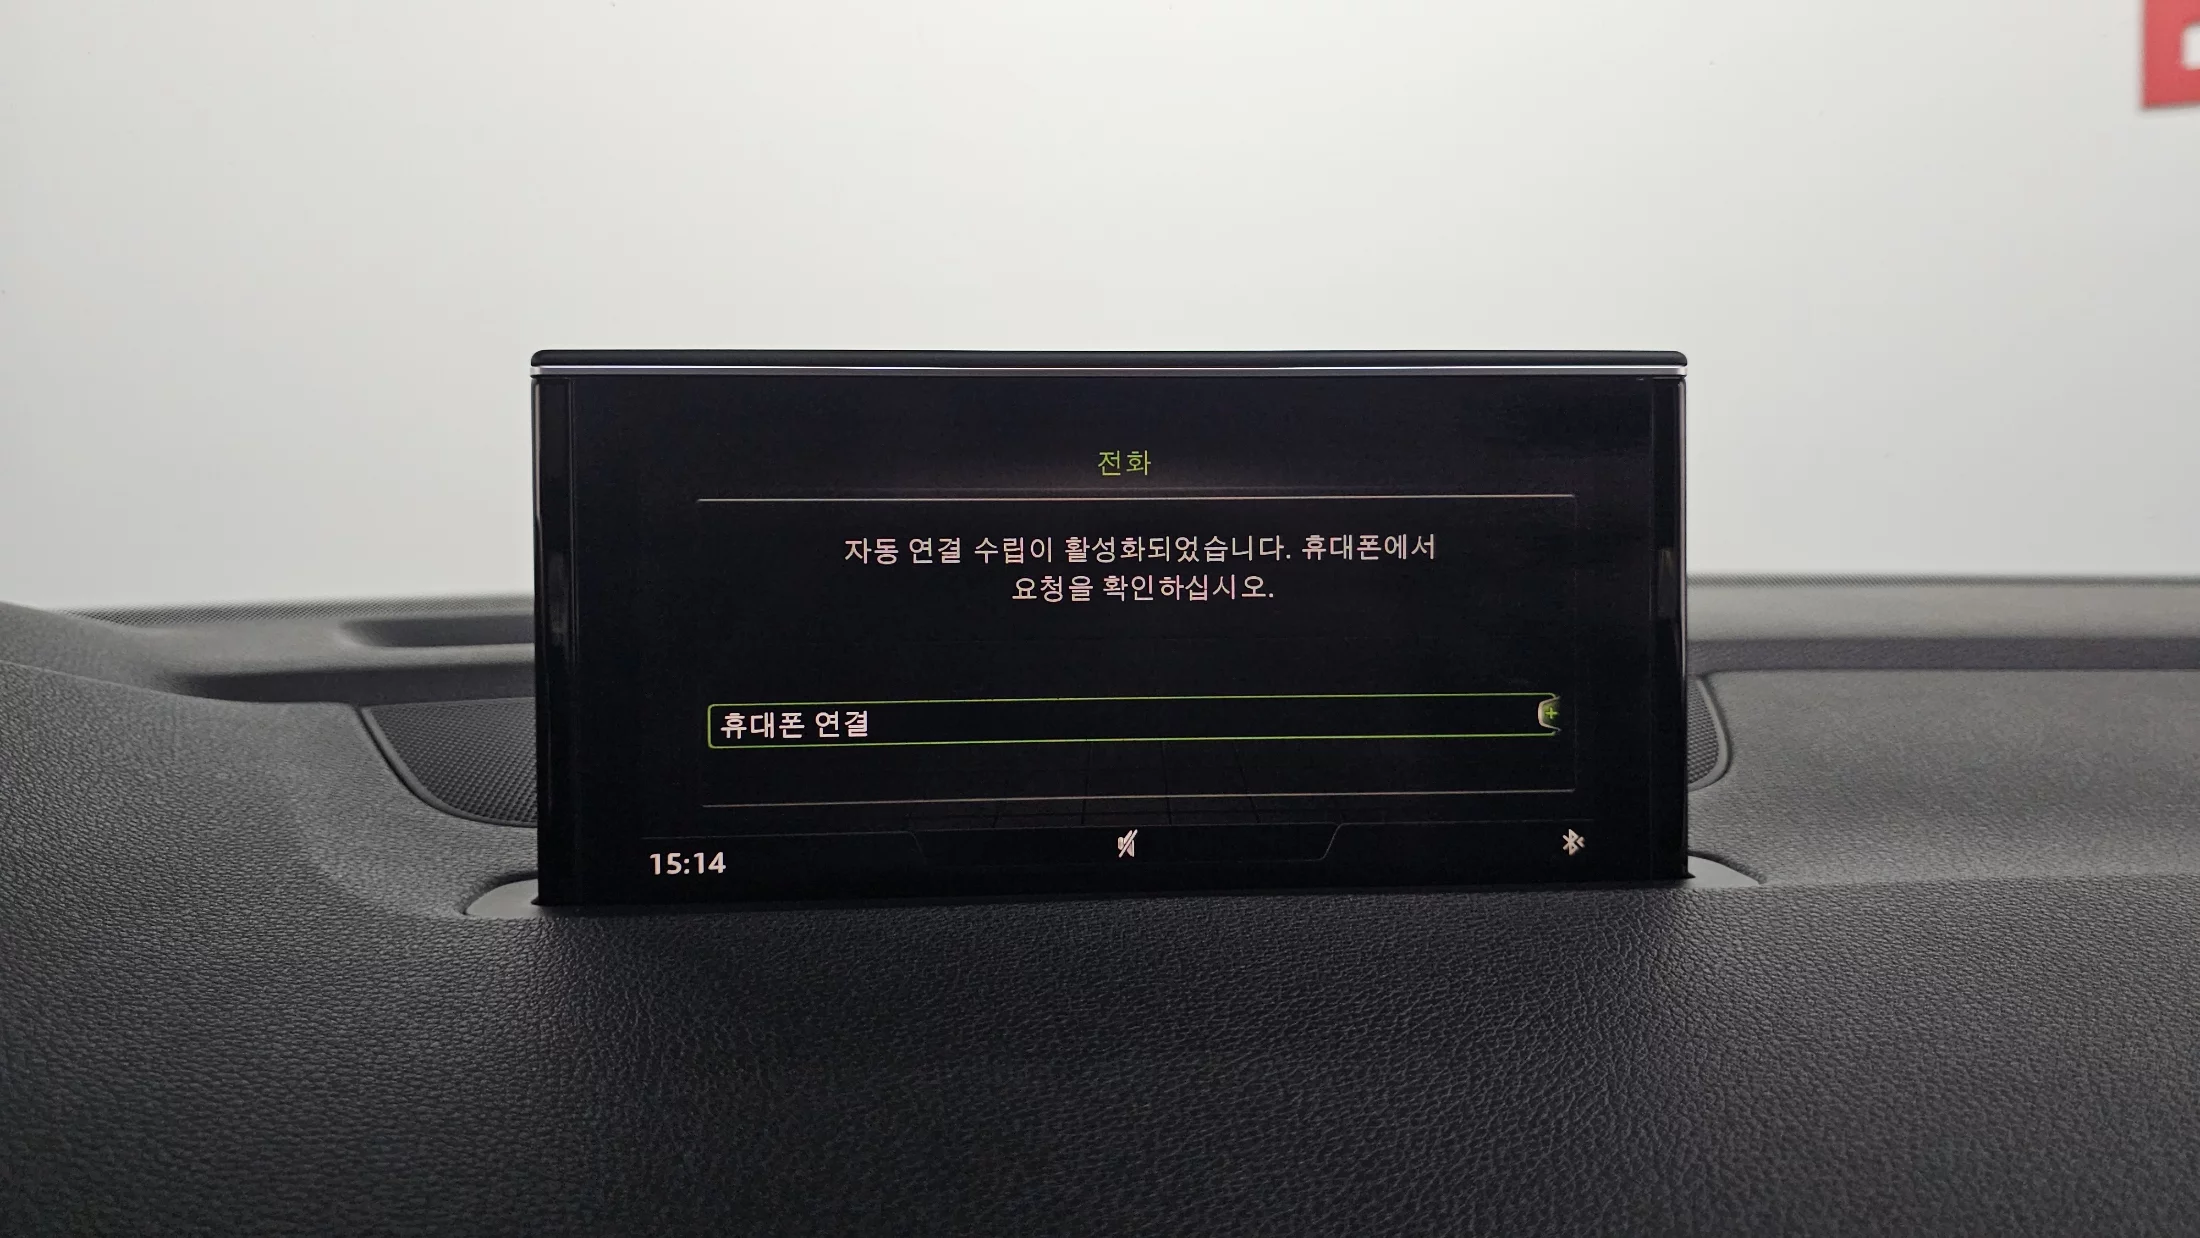 전화
자동 연결 수립이 활성화되었습니다. 휴대폰에서
요청을 확인하십시오.
휴대폰 연결
15:14